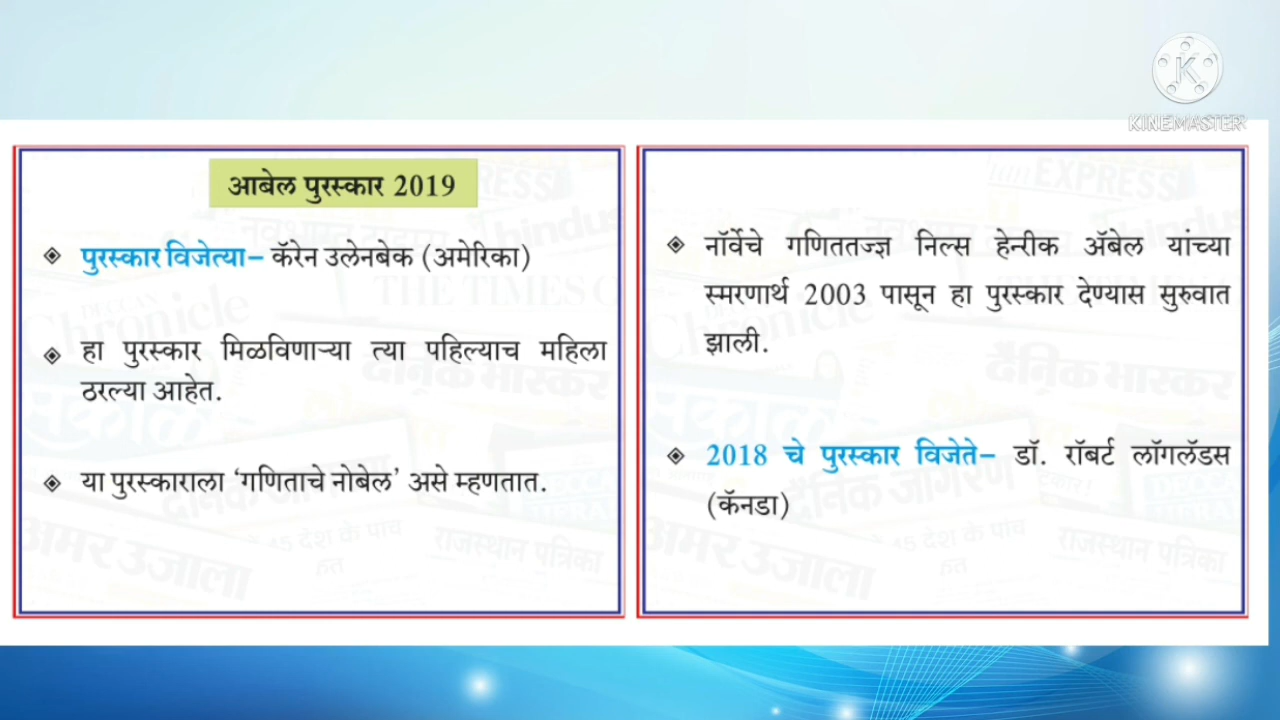 KINEMASTER
आबेल पुरस्कार 2019
पुरस्कार विजेत्या– कॅरेन उलेनबेक (अमेरिका)
हा पुरस्कार मिळविणाऱ्या त्या पहिल्याच महिला
ठरल्या आहेत.
या पुरस्काराला ‘गणिताचे नोबेल’ असे म्हणतात.
नॉर्वेचे गणिततज्ज्ञ निल्स हेन्रीक ॲबेल यांच्या
स्मरणार्थ 2003 पासून हा पुरस्कार देण्यास सुरुवात
झाली.
2018 चे पुरस्कार विजेते– डॉ. रॉबर्ट लॉगलॅडस
(कॅनडा)